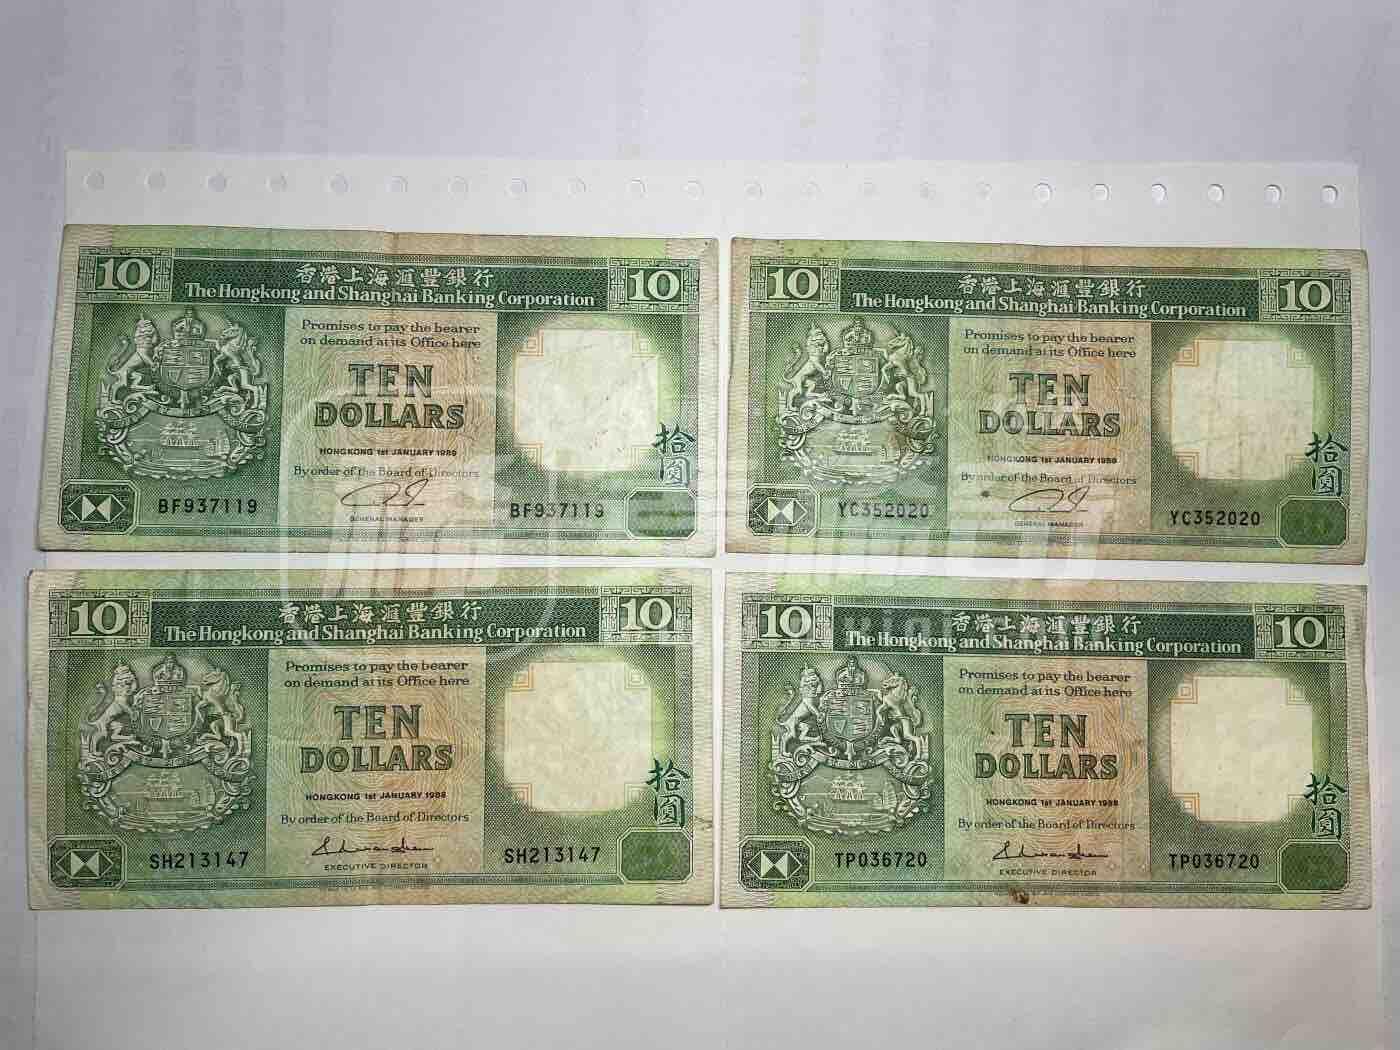 10 香港上海滙豐銀行 10
The Hongkong and Shanghai Banking Corporation
Promises to pay the bearer
on demand at its Office here
TEN
DOLLARS
HONGKONG 1st JANUARY 1989
By order of the Board of Directors
拾圓
BF937119 BF937119
GENERAL MANAGER
10 香港上海滙豐銀行 10
The Hongkong and Shanghai Banking Corporation
Promises to pay the bearer
on demand at its Office here
TEN
DOLLARS
HONGKONG 1st JANUARY 1989
By order of the Board of Directors
拾圓
YC352020 YC352020
GENERAL MANAGER
10 香港上海滙豐銀行 10
The Hongkong and Shanghai Banking Corporation
Promises to pay the bearer
on demand at its Office here
TEN
DOLLARS
HONGKONG 1st JANUARY 1988
By order of the Board of Directors
拾圓
SH213147 SH213147
EXECUTIVE DIRECTOR
10 香港上海滙豐銀行 10
The Hongkong and Shanghai Banking Corporation
Promises to pay the bearer
on demand at its Office here
TEN
DOLLARS
HONGKONG 1st JANUARY 1988
By order of the Board of Directors
拾圓
TP036720 TP036720
EXECUTIVE DIRECTOR